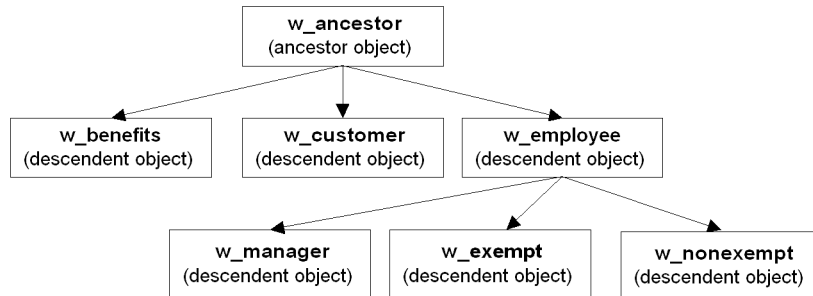 w_ancestor
(ancestor object)
w_benefits
(descendent object)
w_customer
(descendent object)
w_employee
(descendent object)
w_manager
(descendent object)
w_exempt
(descendent object)
w_nonexempt
(descendent object)